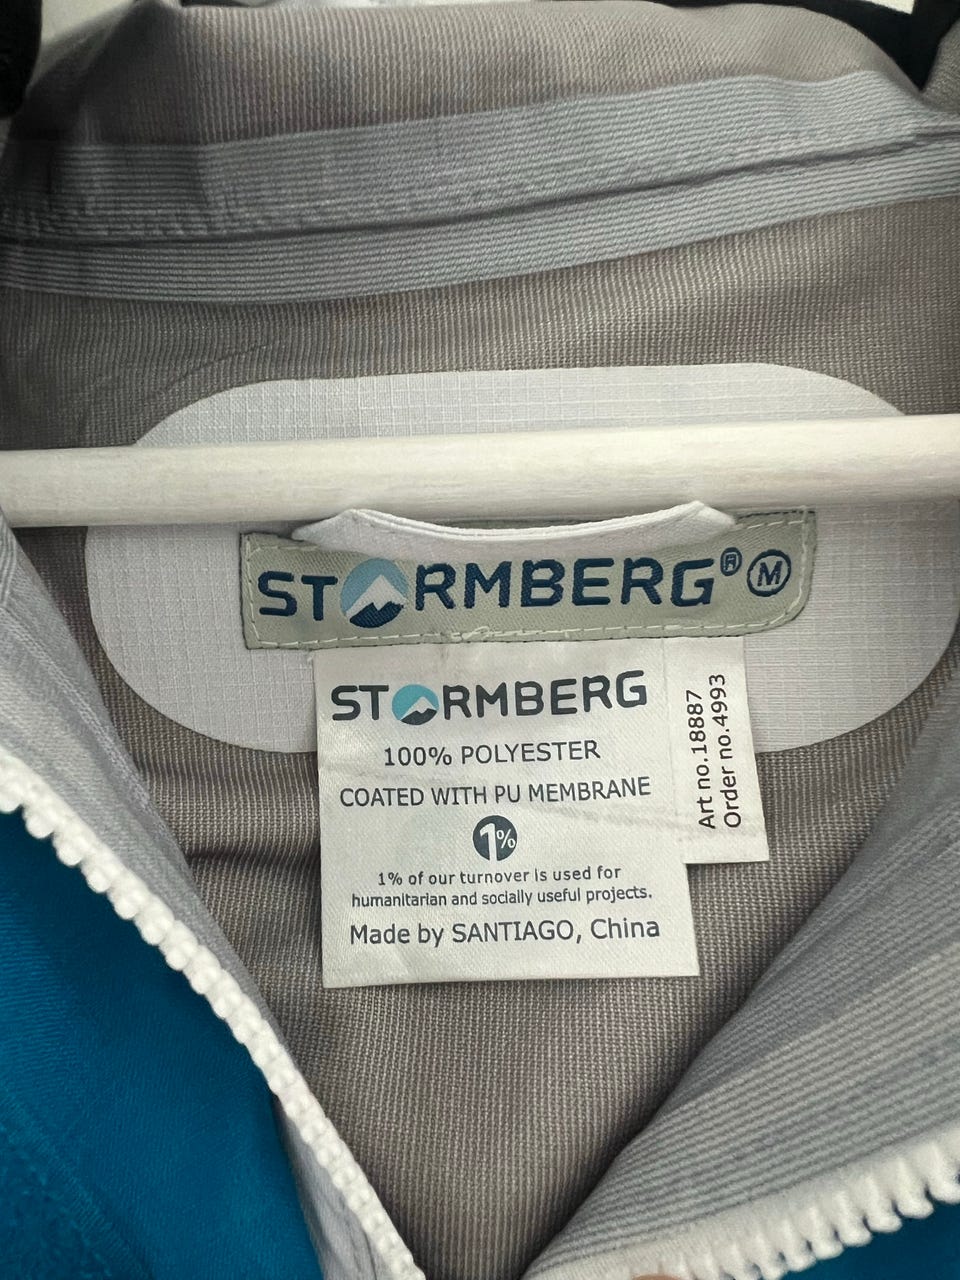 STORMBERG® M
STORMBERG
100% POLYESTER
COATED WITH PU MEMBRANE
1%
1% of our turnover is used for
humanitarian and socially useful projects.
Made by SANTIAGO, China
Art no.18887
Order no.4993